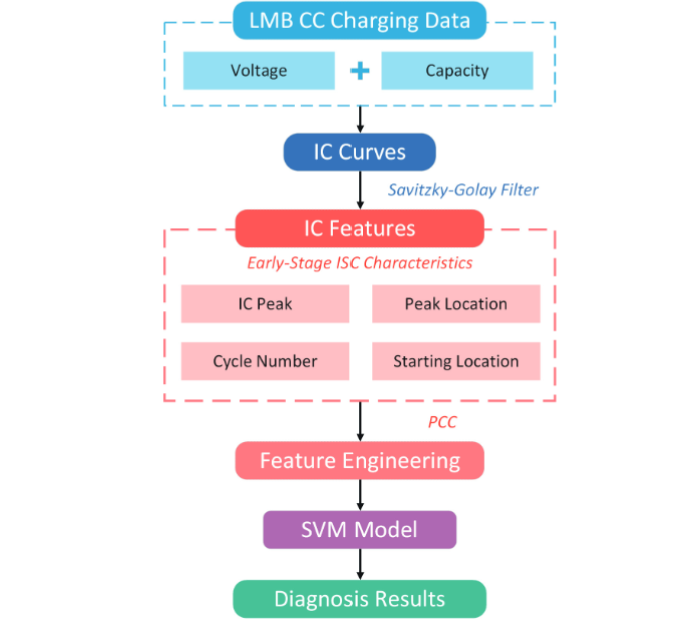 LMB CC Charging Data
Voltage + Capacity
IC Curves
Savitzky-Golay Filter
IC Features
Early-Stage ISC Characteristics
IC Peak Peak Location
Cycle Number Starting Location
PCC
Feature Engineering
SVM Model
Diagnosis Results